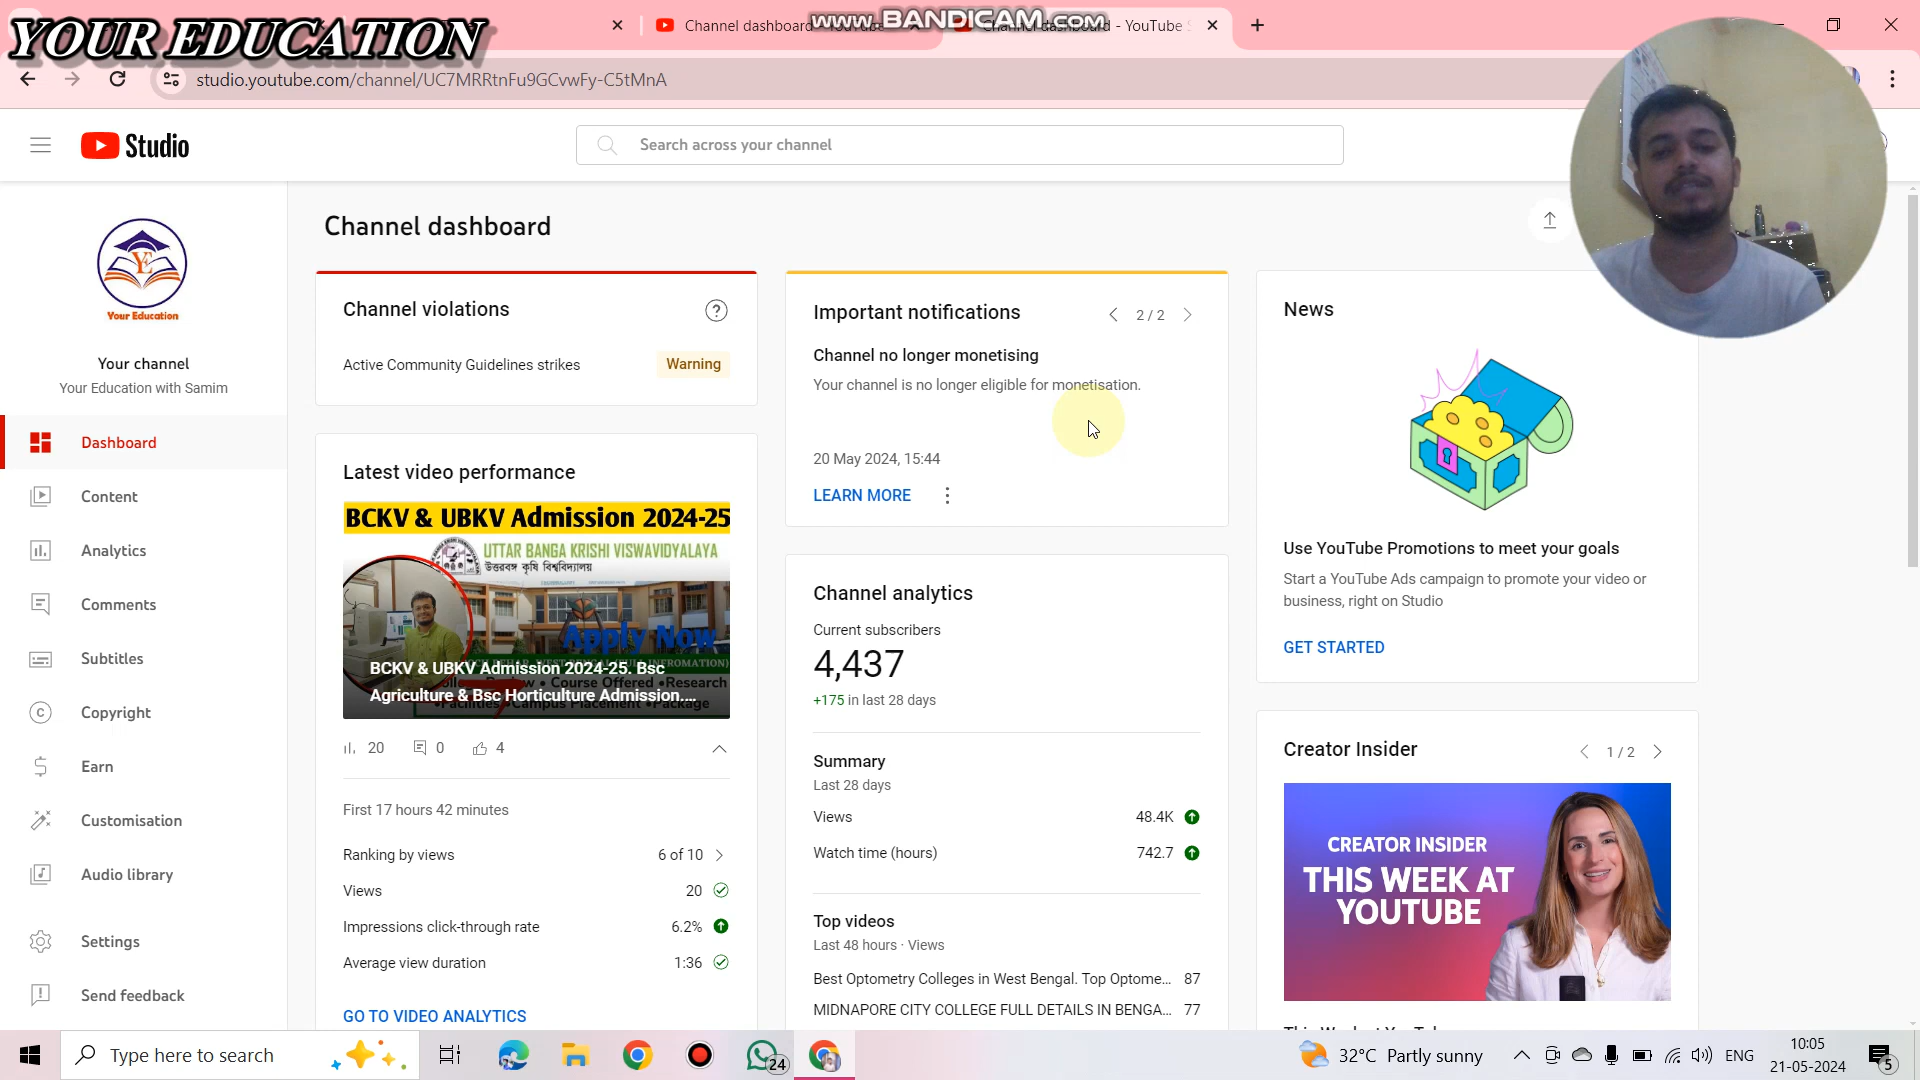 YOUR EDUCATION
www.BANDICAM.com
Channel dashboard - YouTube
Channel dashboard - YouTube S
studio.youtube.com/channel/UC7MRRtnFu9GCvwFy-C5tMnA
Studio
Search across your channel
Your Education
Your channel
Your Education with Samim
Dashboard
Content
Analytics
Comments
Subtitles
Copyright
Earn
Customisation
Audio library
Settings
Send feedback
Channel dashboard
Channel violations
Active Community Guidelines strikes
Warning
Latest video performance
BCKV & UBKV Admission 2024-25
UTTAR BANGA KRISHI VISWAVIDYALAYA
উত্তরবঙ্গ কৃষি বিশ্ববিদ্যালয়
Apply Now
BCKV & UBKV Admission 2024-25. Bsc
Agriculture & Bsc Horticulture Admission....
20
0
4
First 17 hours 42 minutes
Ranking by views
6 of 10
Views
20
Impressions click-through rate
6.2%
Average view duration
1:36
GO TO VIDEO ANALYTICS
Important notifications
2 / 2
Channel no longer monetising
Your channel is no longer eligible for monetisation.
20 May 2024, 15:44
LEARN MORE
Channel analytics
Current subscribers
4,437
+175 in last 28 days
Summary
Last 28 days
Views
48.4K
Watch time (hours)
742.7
Top videos
Last 48 hours · Views
Best Optometry Colleges in West Bengal. Top Optome...
87
MIDNAPORE CITY COLLEGE FULL DETAILS IN BENGA...
77
News
Use YouTube Promotions to meet your goals
Start a YouTube Ads campaign to promote your video or
business, right on Studio
GET STARTED
Creator Insider
1 / 2
CREATOR INSIDER
THIS WEEK AT
YOUTUBE
Type here to search
24
32°C Partly sunny
ENG
10:05
21-05-2024
5